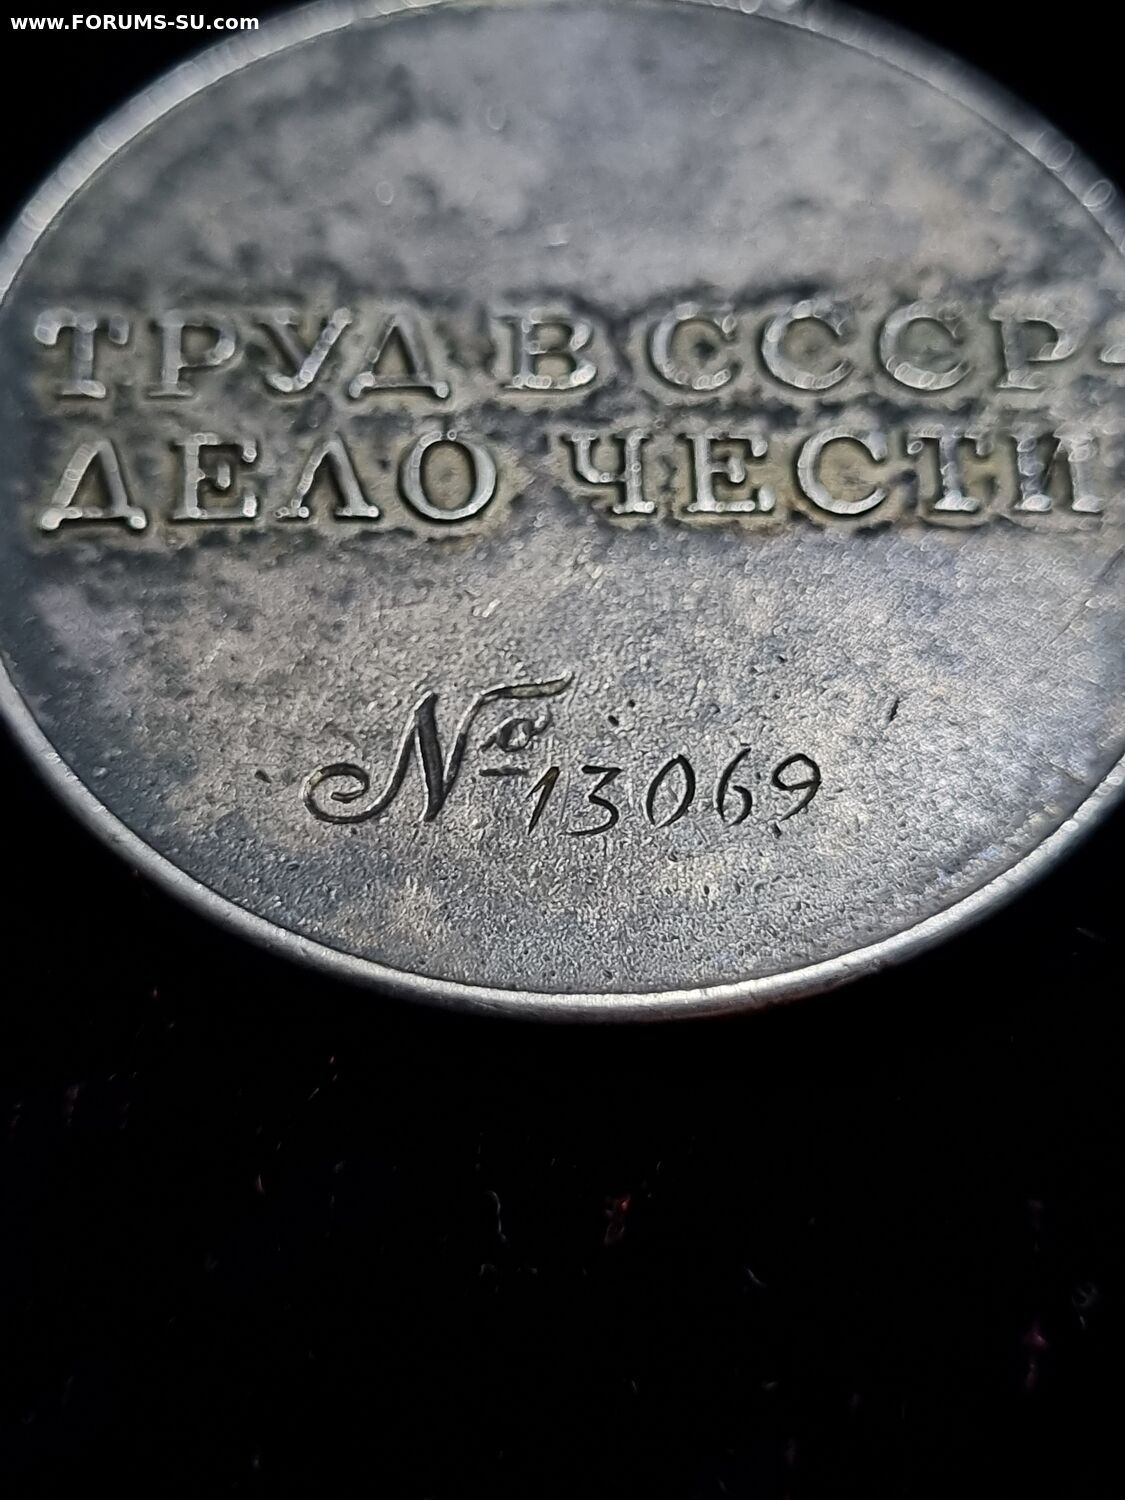 www.FORUMS-SU.com
ТРУД В СССР-
ДЕЛО ЧЕСТИ
№ 13069